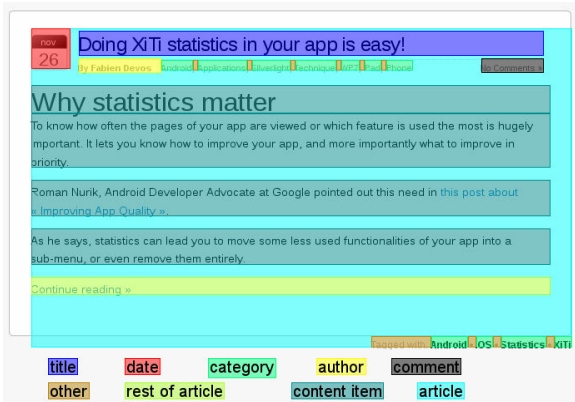 nov
26
Doing XiTi statistics in your app is easy!
By Fabien Devos Android Applications Silverlight Technique WP7 iPad iPhone No Comments »
Why statistics matter
To know how often the pages of your app are viewed or which feature is used the most is hugely
important. It lets you know how to improve your app, and more importantly what to improve in
priority.
Roman Nurik, Android Developer Advocate at Google pointed out this need in this post about
« Improving App Quality ».
As he says, statistics can lead you to move some less used functionalities of your app into a
sub-menu, or even remove them entirely.
Continue reading »
Tagged with: Android • iOS • Statistics • XiTi
title date category author comment
other rest of article content item article